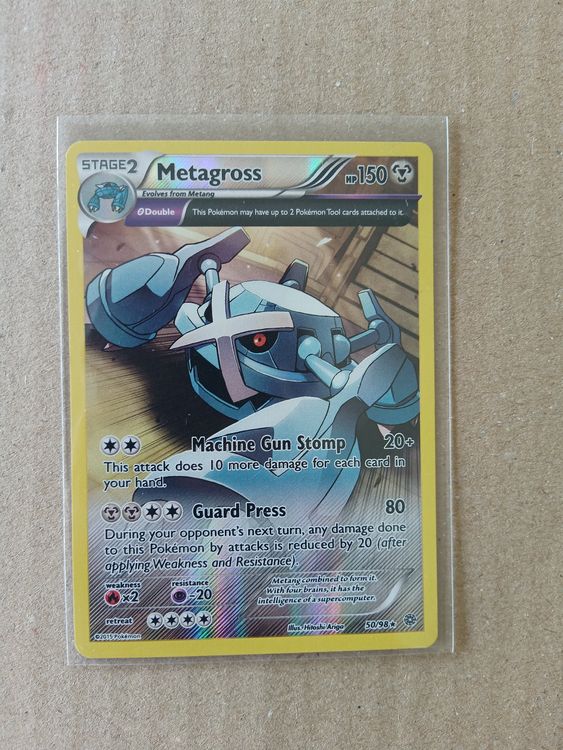 STAGE2 Metagross HP150
Evolves from Metang
θDouble This Pokémon may have up to 2 Pokémon Tool cards attached to it.
Machine Gun Stomp 20+
This attack does 10 more damage for each card in
your hand.
Guard Press 80
During your opponent's next turn, any damage done
to this Pokémon by attacks is reduced by 20 (after
applying Weakness and Resistance).
weakness resistance
×2 -20
retreat
Metang combined to form it.
With four brains, it has the
intelligence of a supercomputer.
©2015 Pokémon Illus. Hitoshi Ariga 50/98★